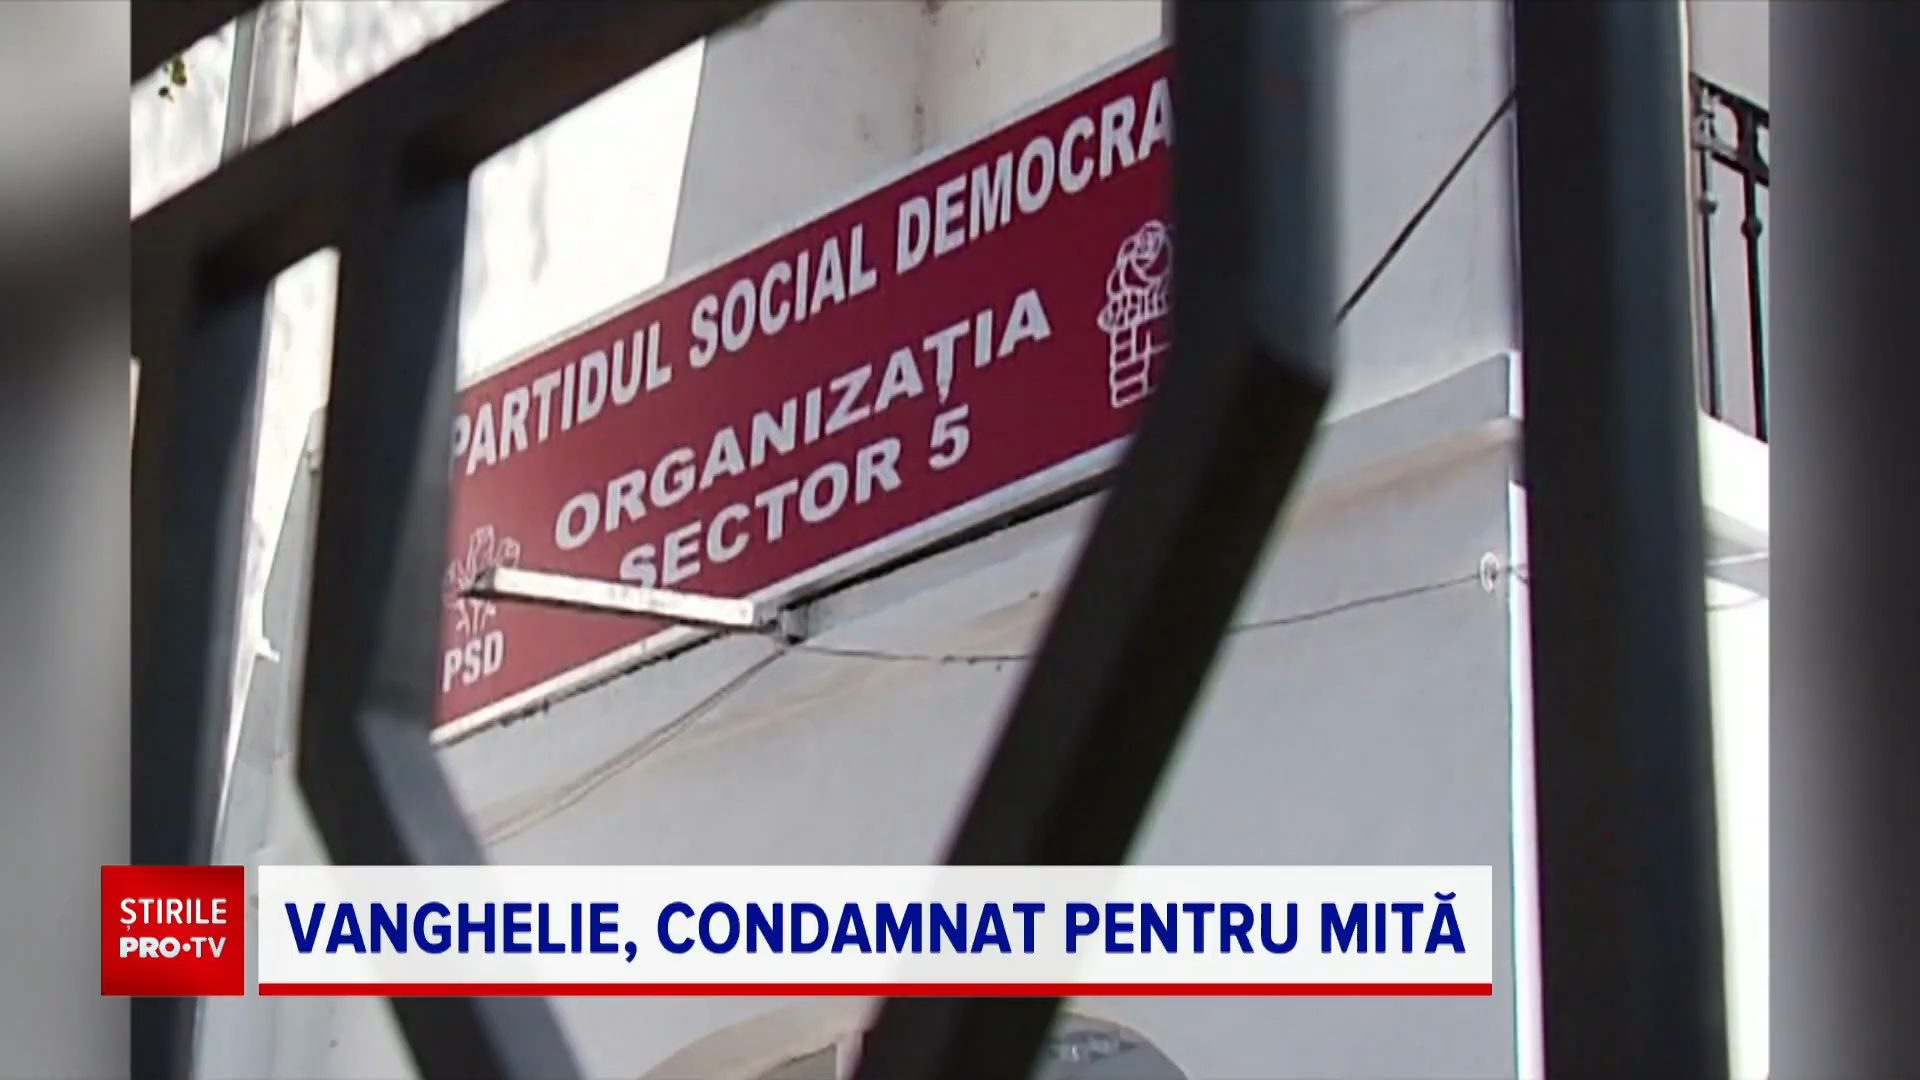 PARTIDUL SOCIAL DEMOCRA
ORGANIZAȚIA
SECTOR 5
PSD
ȘTIRILE
PRO•TV
VANGHELIE, CONDAMNAT PENTRU MITĂ